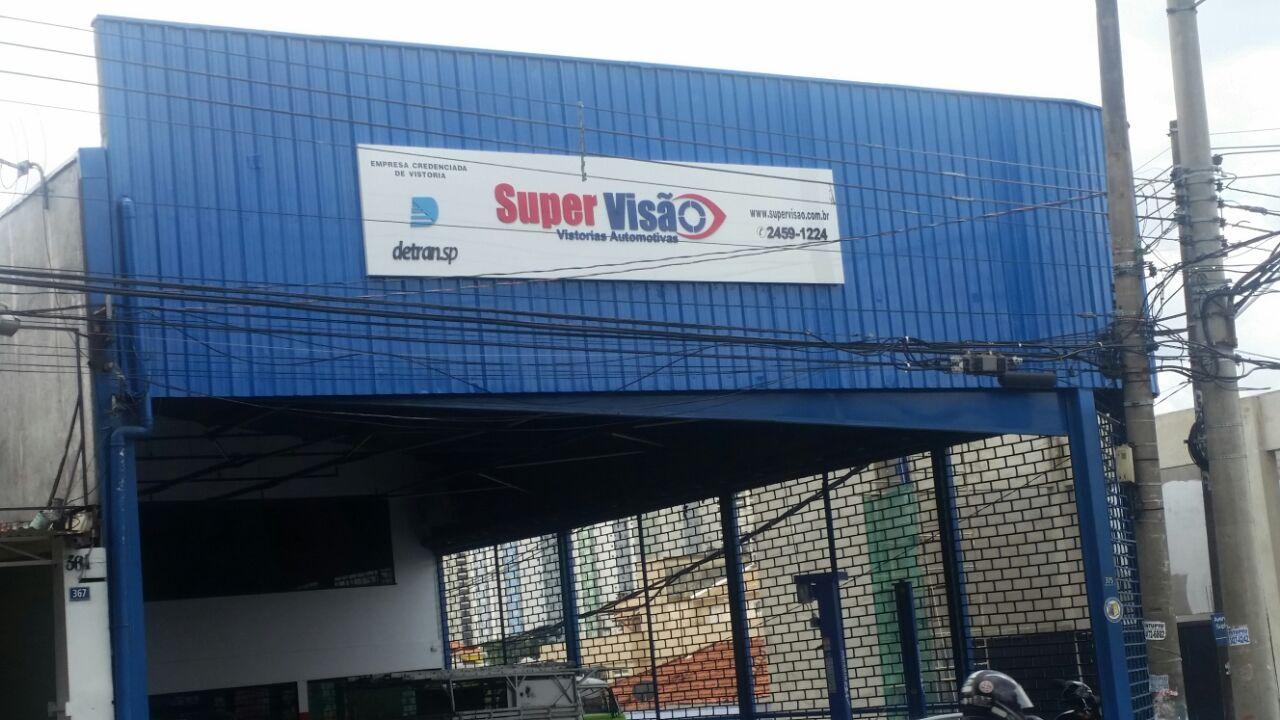 EMPRESA CREDENCIADA
DE VISTORIA
detran.sp
Super Visão
Vistorias Automotivas
www.supervisao.com.br
2459-1224
367